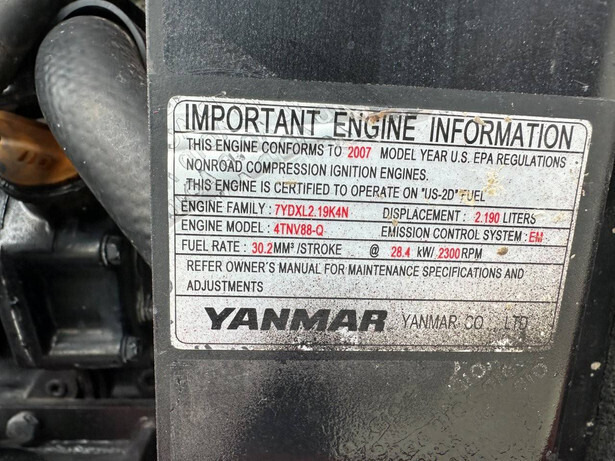 IMPORTANT ENGINE INFORMATION
THIS ENGINE CONFORMS TO 2007 MODEL YEAR U.S. EPA REGULATIONS
NONROAD COMPRESSION IGNITION ENGINES.
THIS ENGINE IS CERTIFIED TO OPERATE ON "US-2D" FUEL
ENGINE FAMILY : 7YDXL2.19K4N DISPLACEMENT : 2.190 LITERS
ENGINE MODEL : 4TNV88-Q EMISSION CONTROL SYSTEM : EM
FUEL RATE : 30.2MM³/STROKE @ 28.4 kW/ 2300RPM
REFER OWNER'S MANUAL FOR MAINTENANCE SPECIFICATIONS AND
ADJUSTMENTS
YANMAR YANMAR CO ., LTD.